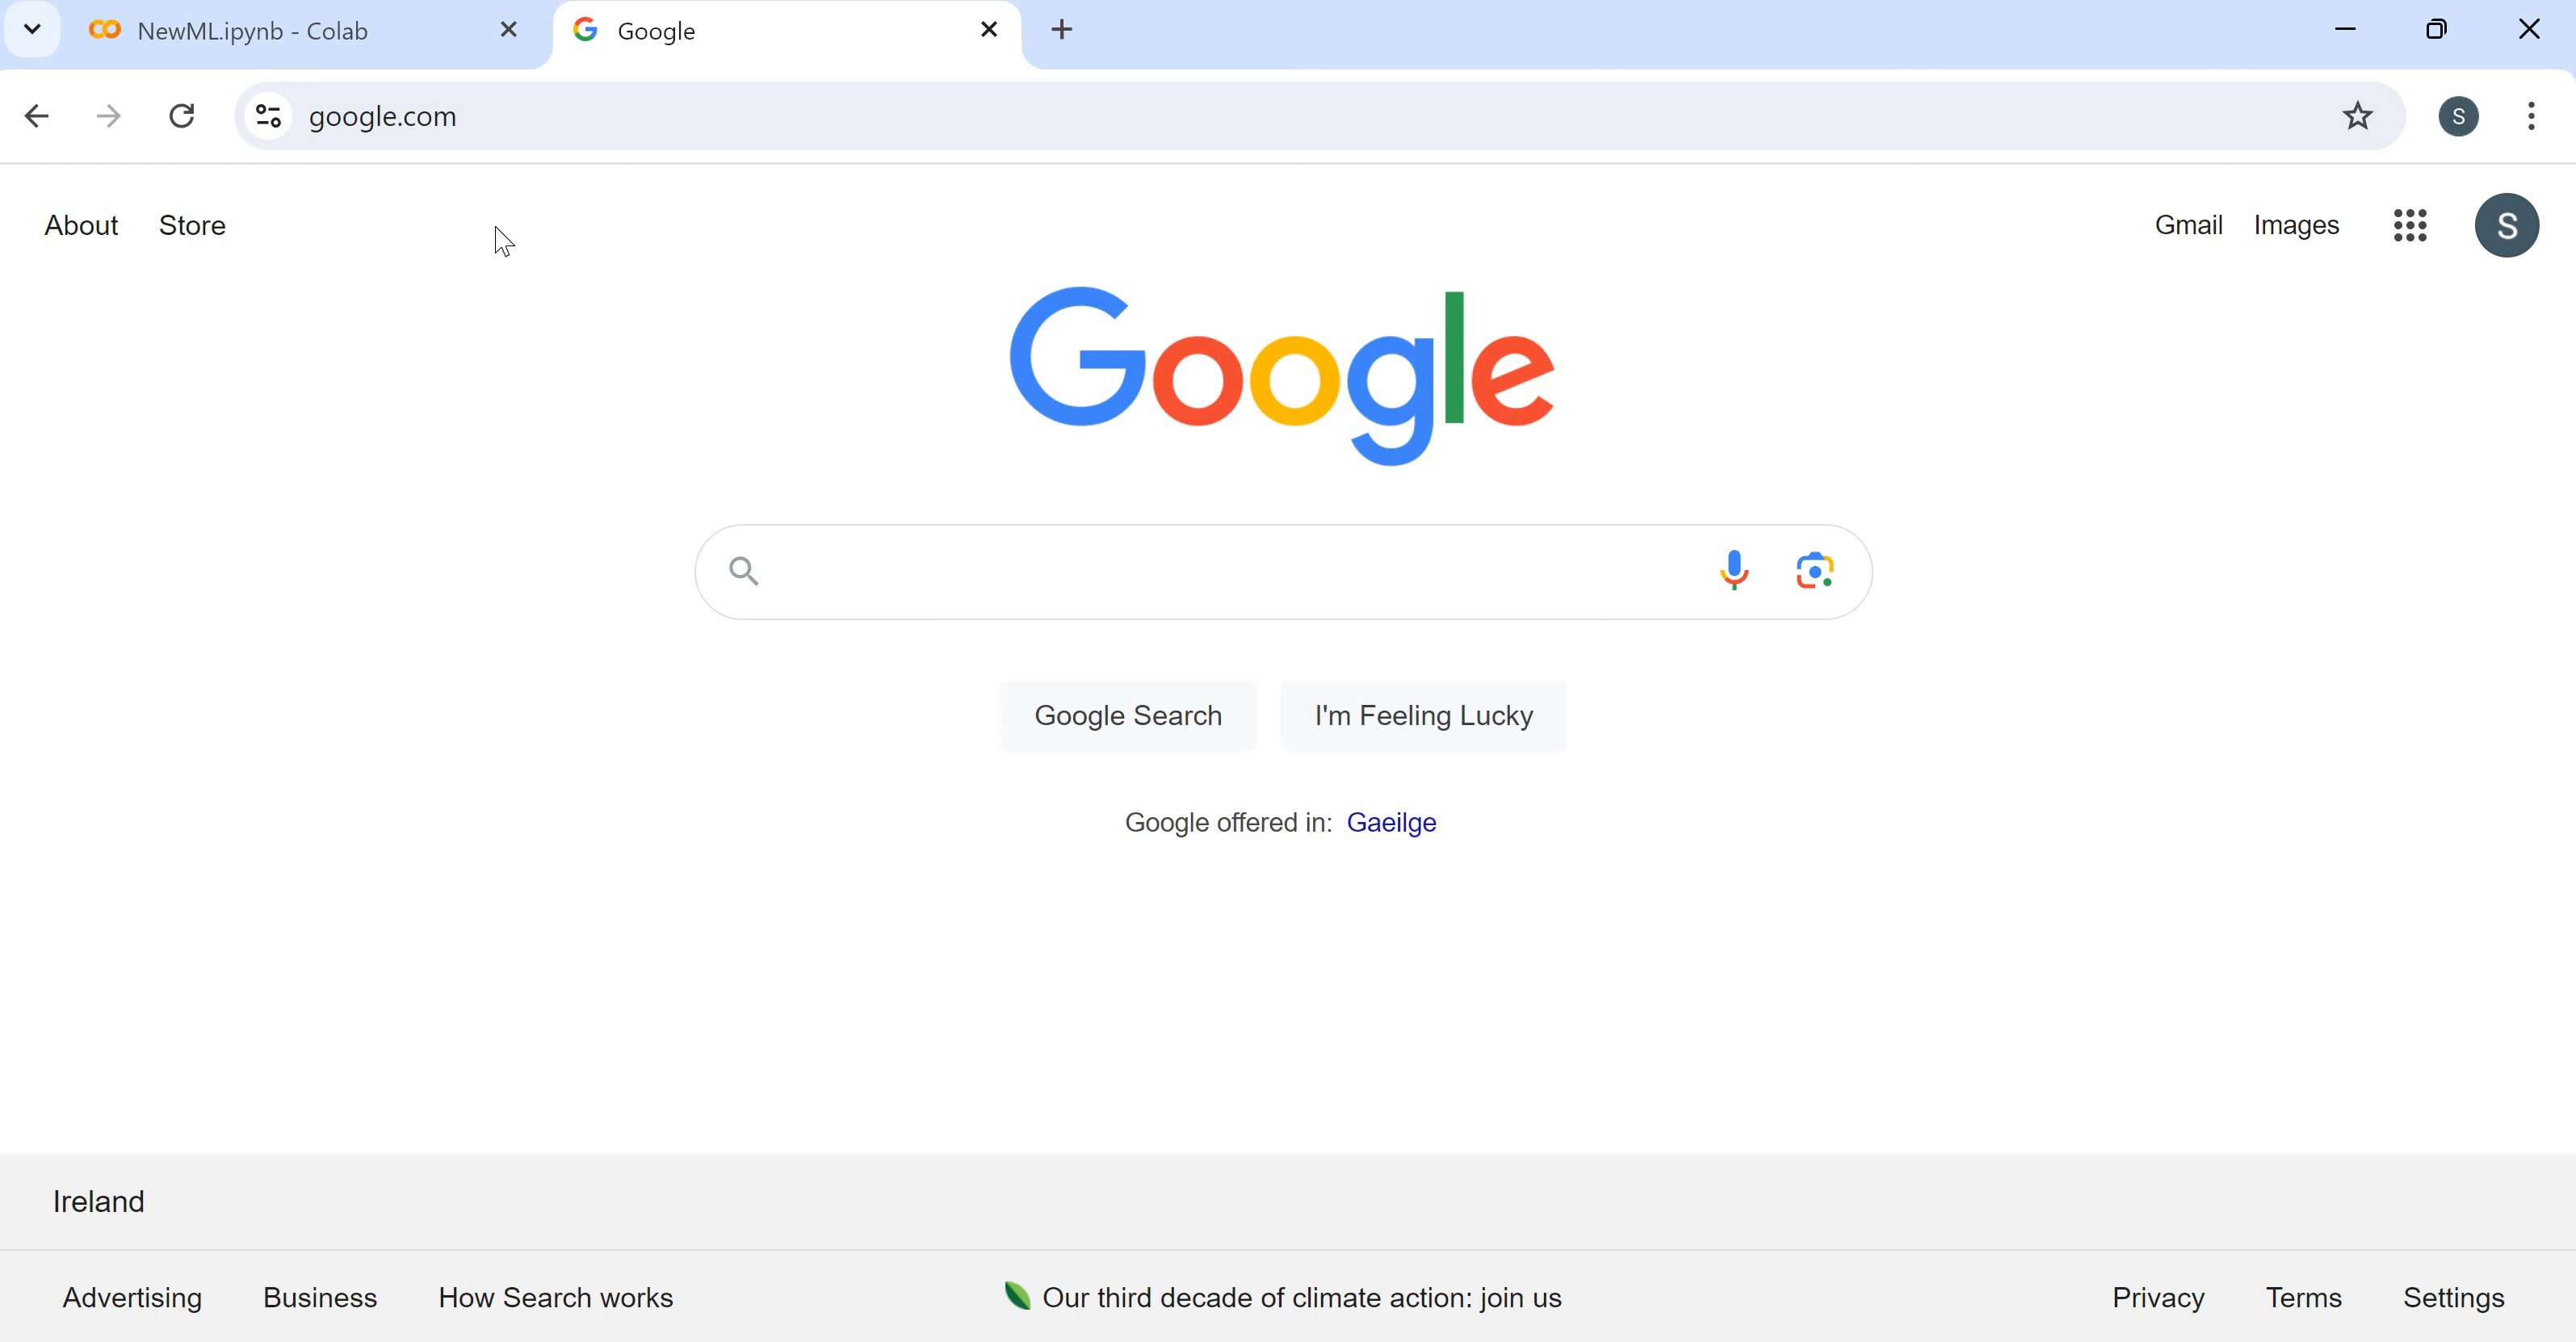 NewML.ipynb - Colab
Google
google.com
S
About Store
Gmail Images
S
Google
Google Search
I'm Feeling Lucky
Google offered in: Gaeilge
Ireland
Advertising Business How Search works
Our third decade of climate action: join us
Privacy Terms Settings